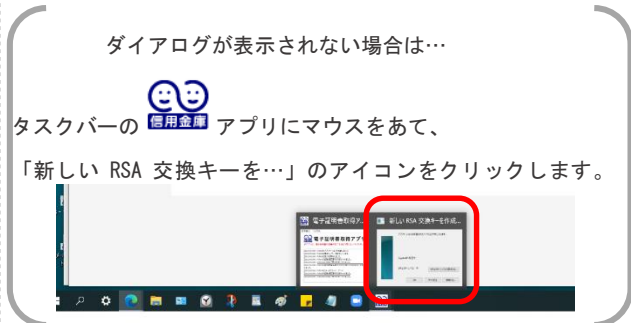 ダイアログが表示されない場合は…
タスクバーの 信用金庫 アプリにマウスをあて、
「新しい RSA 交換キーを…」のアイコンをクリックします。
電子証明書取得ア... 新しい RSA 交換キーを作成...
電子証明書取得アプ